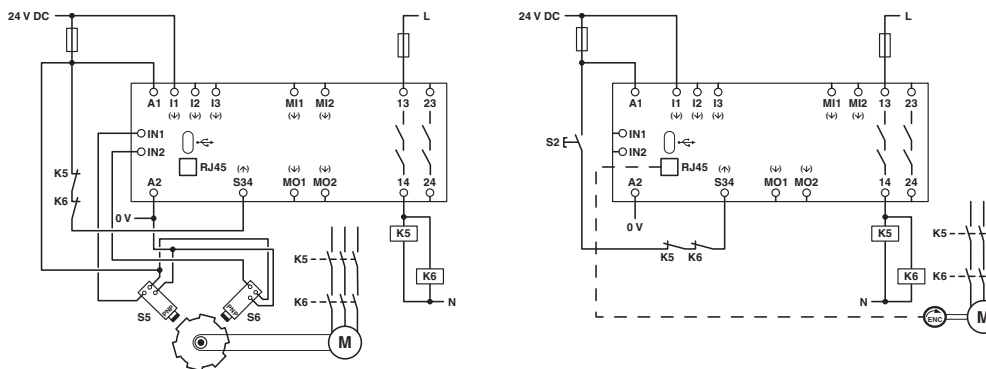 24 V DC
L
A1 I1 I2 I3 MI1 MI2 13 23
(↓) (↓) (↓) (↓) (↓)
IN1
IN2
RJ45
K5
K6
A2 S34 MO1 MO2 14 24
(↑) (↓) (↓)
0 V
K5
K6
N
K5
K6
S5
PNP
PNP
S6
M
24 V DC
L
A1 I1 I2 I3 MI1 MI2 13 23
(↓) (↓) (↓) (↓) (↓)
S2
IN1
IN2
RJ45
A2 S34 MO1 MO2 14 24
(↑) (↓) (↓)
0 V
K5 K6
K5
K6
N
K5
K6
ENC
M